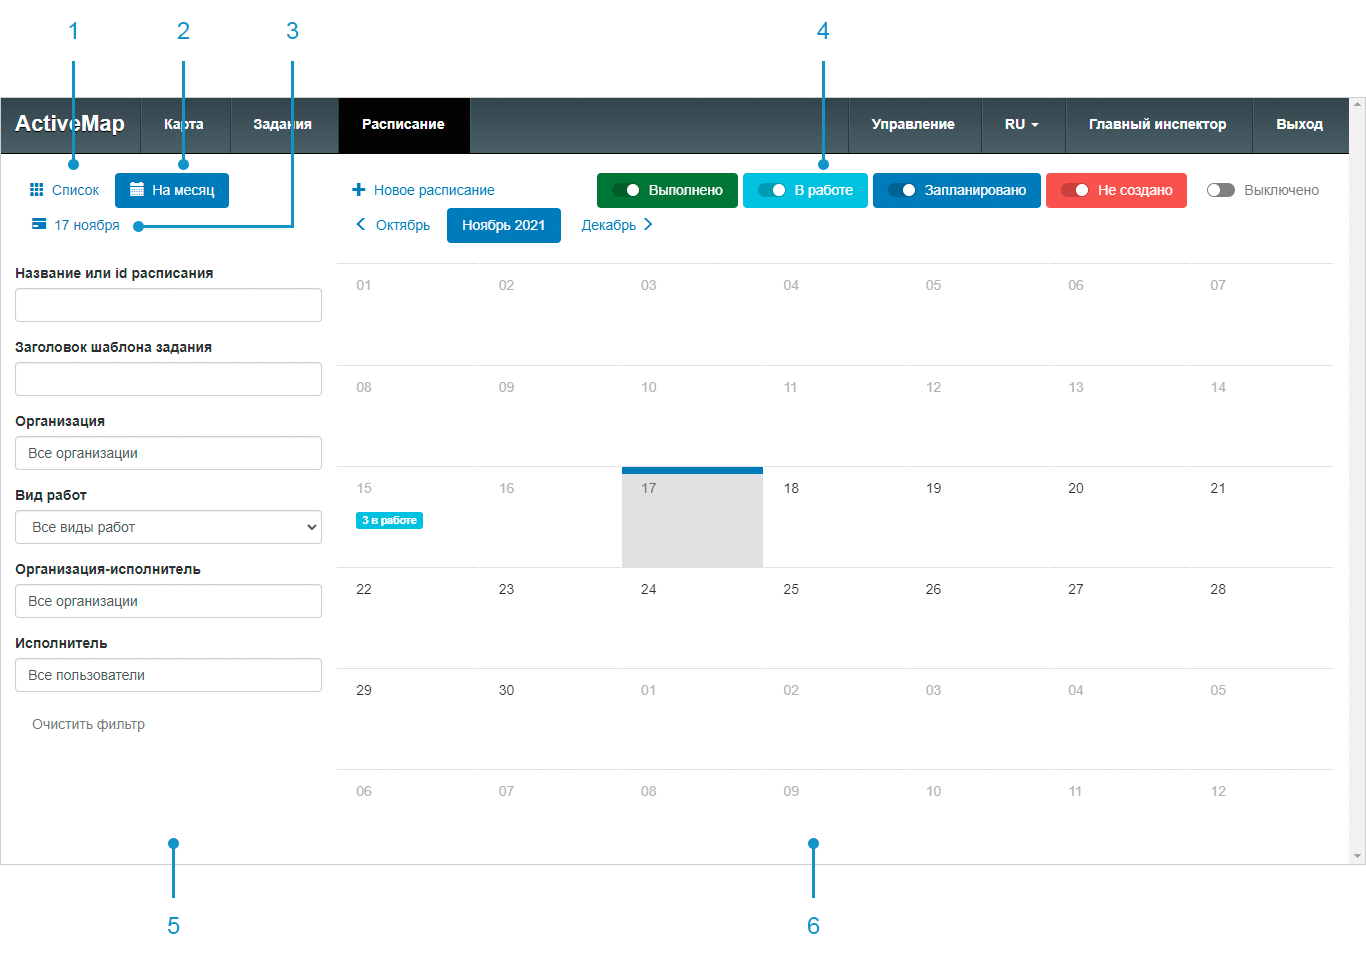 1 2 3 4
ActiveMap Карта Задания Расписание Управление RU Главный инспектор Выход
Список На месяц Новое расписание Выполнено В работе Запланировано Не создано Выключено
17 ноября Октябрь Ноябрь 2021 Декабрь
Название или id расписания
Заголовок шаблона задания
Организация
Все организации
Вид работ
Все виды работ
Организация-исполнитель
Все организации
Исполнитель
Все пользователи
Очистить фильтр
01 02 03 04 05 06 07
08 09 10 11 12 13 14
15 16 17 18 19 20 21
3 в работе
22 23 24 25 26 27 28
29 30 01 02 03 04 05
06 07 08 09 10 11 12
5 6